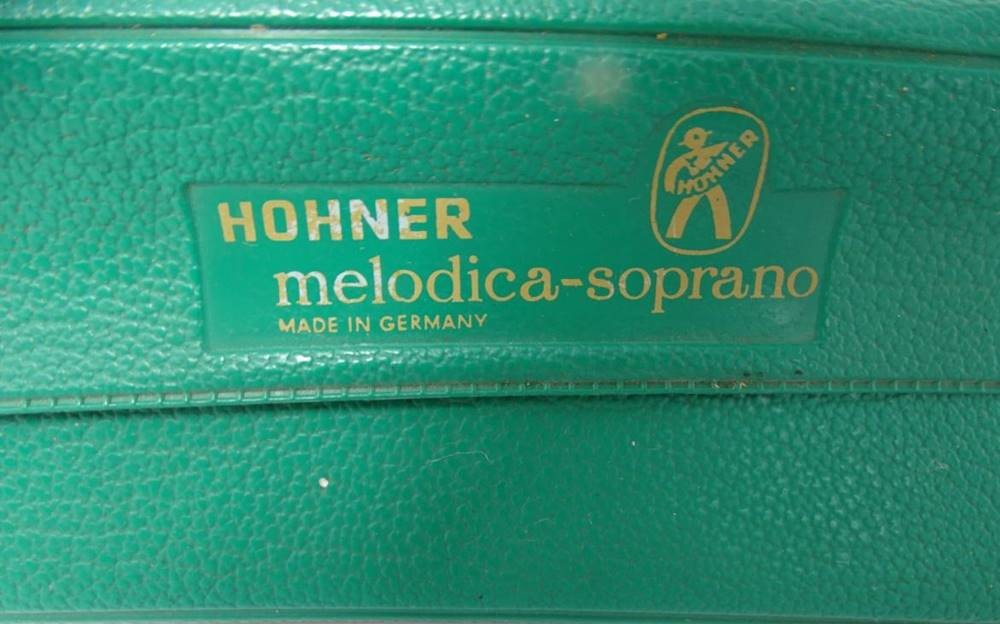 HOHNER
HOHNER
melodica-soprano
MADE IN GERMANY